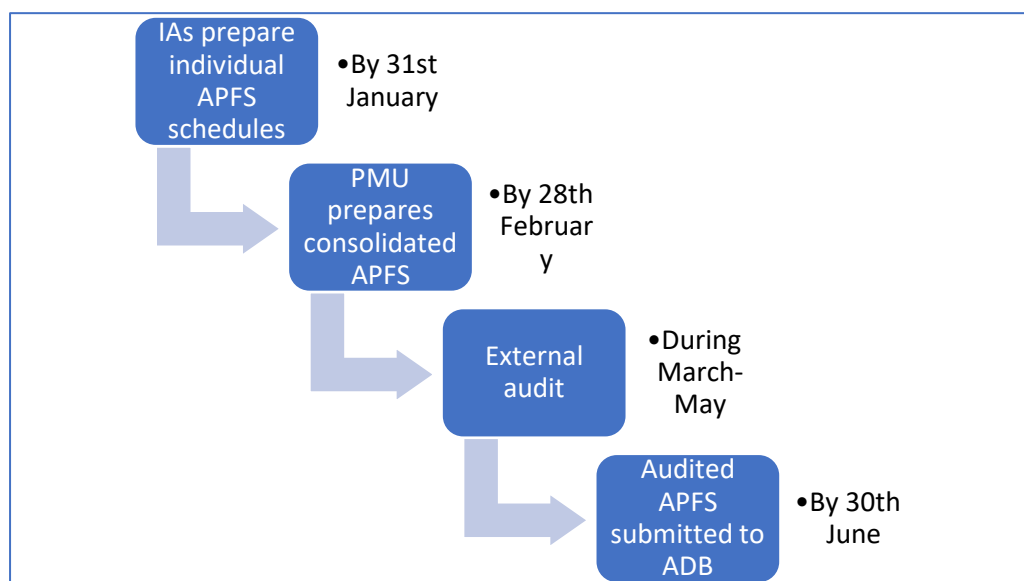 IAs prepare
individual
APFS
schedules
•By 31st
January
PMU
prepares
consolidated
APFS
•By 28th
Februar
y
External
audit
•During
March-
May
Audited
APFS
submitted to
ADB
•By 30th
June